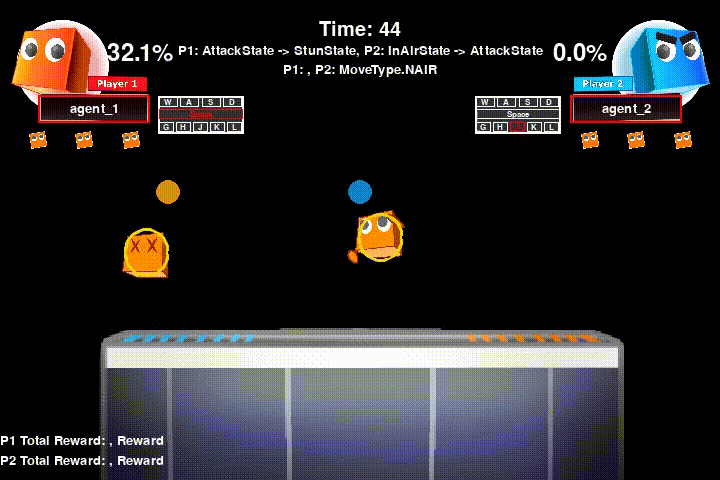 Time: 44
32.1% P1: AttackState -> StunState, P2: InAirState -> AttackState 0.0%
P1: , P2: MoveType.NAIR
Player 1
Player 2
agent_1
agent_2
W A S D
Space
G H J K L
W A S D
Space
G H K L
P1 Total Reward: , Reward
P2 Total Reward: , Reward